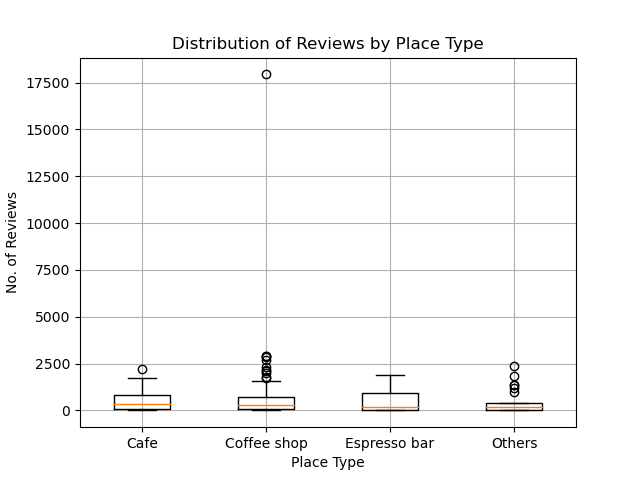 Distribution of Reviews by Place Type
17500
15000
12500
10000
7500
5000
2500
0
No. of Reviews
Cafe
Coffee shop
Espresso bar
Others
Place Type